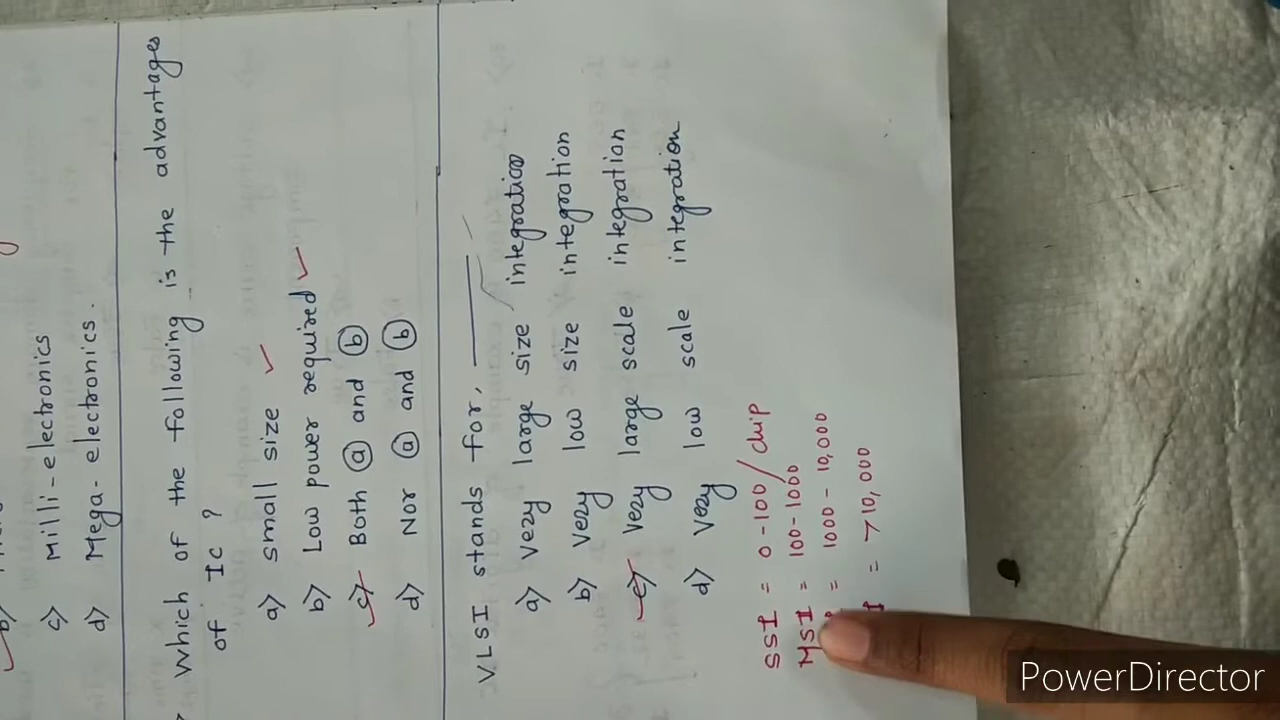 c) Milli-electronics
d) Mega-electronics.
which of the following is the advantages
of IC ?
a) small size ✓
b) Low power required ✓
c) Both ⓐ and ⓑ
d) Nor ⓐ and ⓑ
VLSI stands for,
a) Very large size integration
b) Very low size integration
c) Very large scale integration
d) Very low scale integration
SSI = 0-100/chip
MSI = 100-1000
= 1000-10,000
= >10,000
PowerDirector